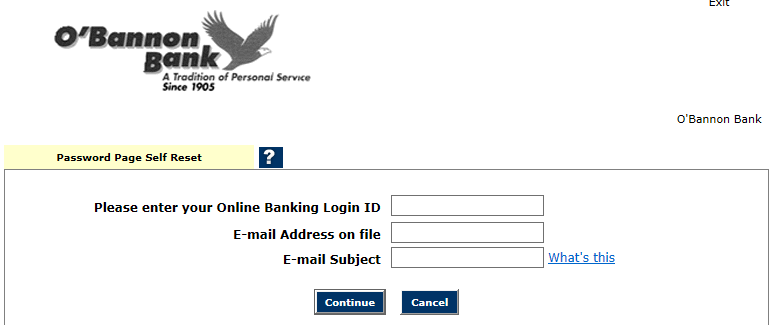 Exit
O'Bannon
Bank
A Tradition of Personal Service
Since 1905
O'Bannon Bank
Password Page Self Reset
?
Please enter your Online Banking Login ID
E-mail Address on file
E-mail Subject What's this
Continue Cancel